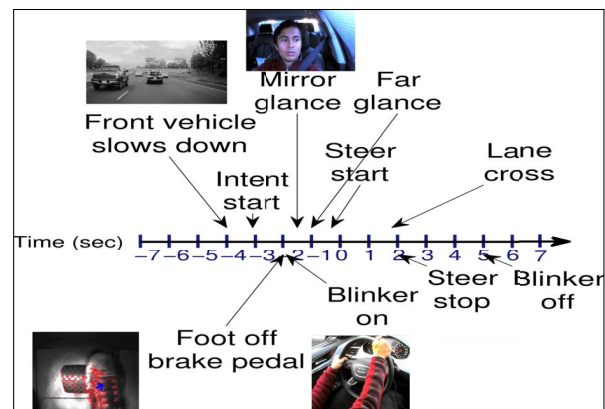 Mirror
glance
Far
glance
Front vehicle
slows down
Steer
start
Lane
cross
Intent
start
Time (sec)
-7 -6 -5 -4 -3 -2 -1 0 1 2 3 4 5 6 7
Blinker
on
Steer
stop
Blinker
off
Foot off
brake pedal